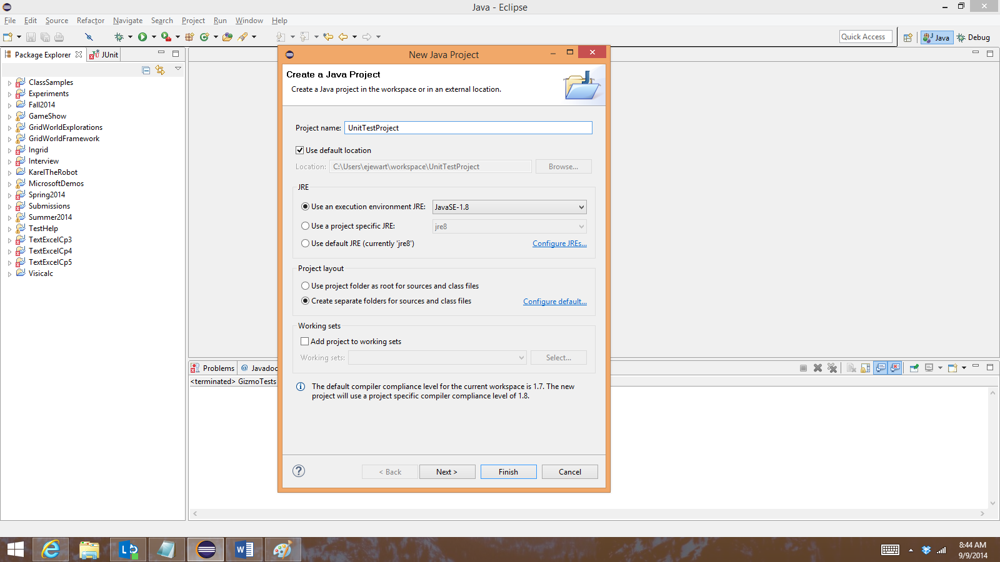 Java - Eclipse
File Edit Source Refactor Navigate Search Project Run Window Help
Quick Access Java Debug
Package Explorer JUnit
ClassSamples
Experiments
Fall2014
GameShow
GridWorldExplorations
GridWorldFramework
Ingrid
Interview
KarelTheRobot
MicrosoftDemos
Spring2014
Submissions
Summer2014
TestHelp
TextExcelCp3
TextExcelCp4
TextExcelCp5
Visicalc
New Java Project
Create a Java Project
Create a Java project in the workspace or in an external location.
Project name: UnitTestProject
Use default location
Location: C:\Users\ejewart\workspace\UnitTestProject Browse...
JRE
Use an execution environment JRE: JavaSE-1.8
Use a project specific JRE: jre8
Use default JRE (currently 'jre8') Configure JREs...
Project layout
Use project folder as root for sources and class files
Create separate folders for sources and class files Configure default...
Working sets
Add project to working sets
Working sets: Select...
The default compiler compliance level for the current workspace is 1.7. The new
project will use a project specific compiler compliance level of 1.8.
? < Back Next > Finish Cancel
Problems @ Javadoc
<terminated> GizmoTests
8:44 AM
9/9/2014